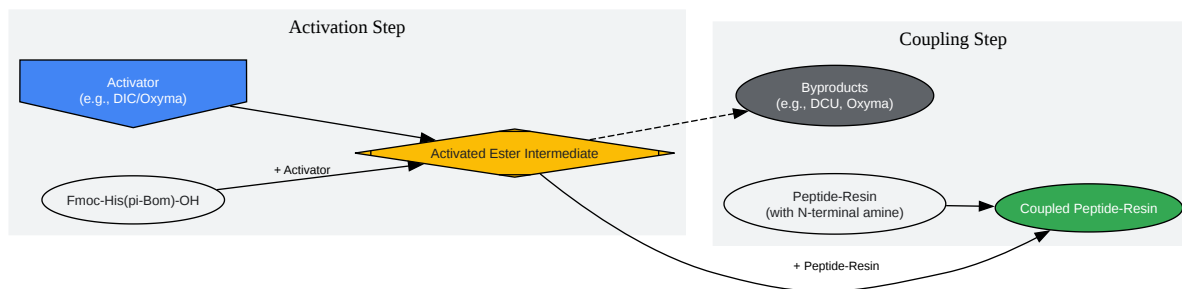 Activation Step
Activator
(e.g., DIC/Oxyma)
+ Activator
Fmoc-His(pi-Bom)-OH
Activated Ester Intermediate
Coupling Step
Byproducts
(e.g., DCU, Oxyma)
Peptide-Resin
(with N-terminal amine)
Coupled Peptide-Resin
+ Peptide-Resin